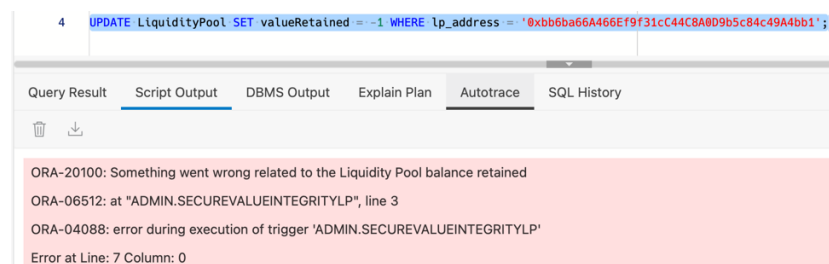 4 UPDATE LiquidityPool SET valueRetained = -1 WHERE lp_address = '0xbb6ba66A466Ef9f31cC44C8A0D9b5c84c49A4bb1';
Query Result Script Output DBMS Output Explain Plan Autotrace SQL History
ORA-20100: Something went wrong related to the Liquidity Pool balance retained
ORA-06512: at "ADMIN.SECUREVALUEINTEGRITYLP", line 3
ORA-04088: error during execution of trigger 'ADMIN.SECUREVALUEINTEGRITYLP'
Error at Line: 7 Column: 0